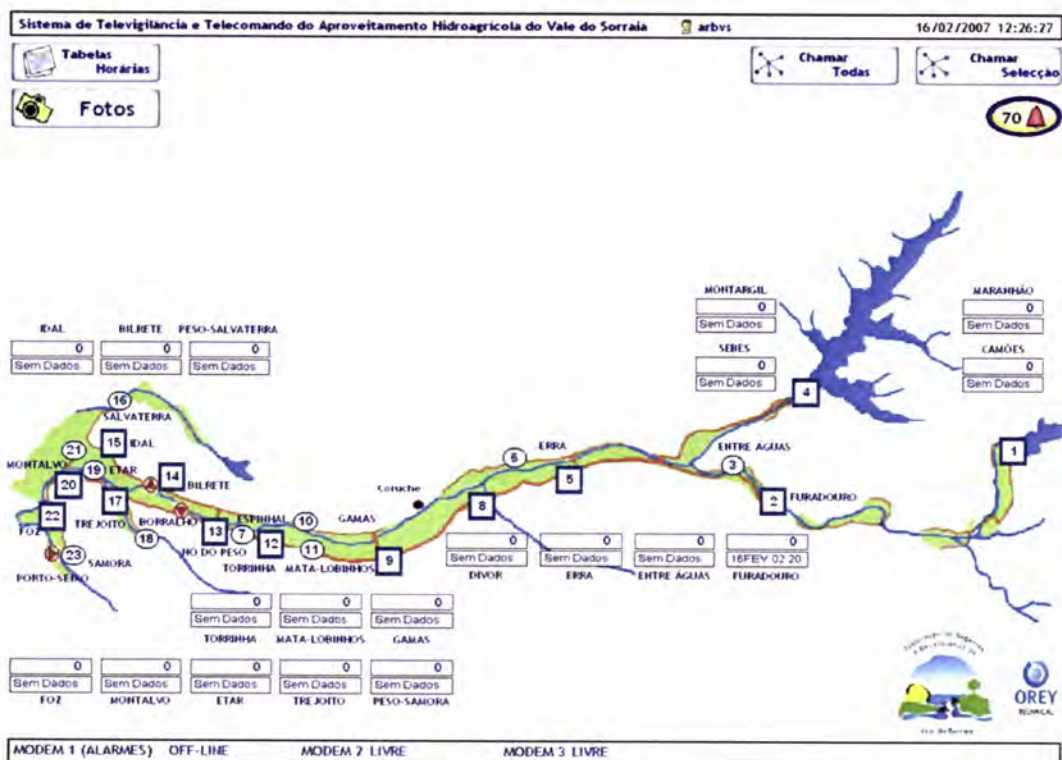 Sistema de Televigilância e Telecomando do Aproveitamento Hidroagrícola do Vale do Sorraia arbvs 16/02/2007 12:26:27
Tabelas Horárias
Chamar Todas
Chamar Selecção
Fotos
70
MONTARGIL
0
Sem Dados
MARANHÃO
0
Sem Dados
SEBES
0
Sem Dados
CAMÕES
0
Sem Dados
IDAL BILRETE PESO-SALVATERRA
0 0 0
Sem Dados Sem Dados Sem Dados
4
16
SALVATERRA
15 IDAL
21
MONTALVO
19 ETAR
14
BILRETE
20
17
22
FOZ
TREJOITO
BORRALHO
18
23 SAMORA
PORTO-SEIXO
13
NO DO PESO
7
ESPINHAL
10
12
TORRINHA
11
MATA-LOBINHOS
GAMAS
9
Coruche
6
ERRA
5
8
ENTRE ÁGUAS
3
2
FURADOURO
1
0 0 0 0
Sem Dados Sem Dados Sem Dados 16FEV 02 20
DIVOR ERRA ENTRE ÁGUAS FURADOURO
0 0 0
Sem Dados Sem Dados Sem Dados
TORRINHA MATA-LOBINHOS GAMAS
0 0 0 0 0
Sem Dados Sem Dados Sem Dados Sem Dados Sem Dados
FOZ MONTALVO ETAR TREJOITO PESO-SAMORA
OREY
TECHNICAL
MODEM 1 (ALARMES) OFF-LINE MODEM 2 LIVRE MODEM 3 LIVRE